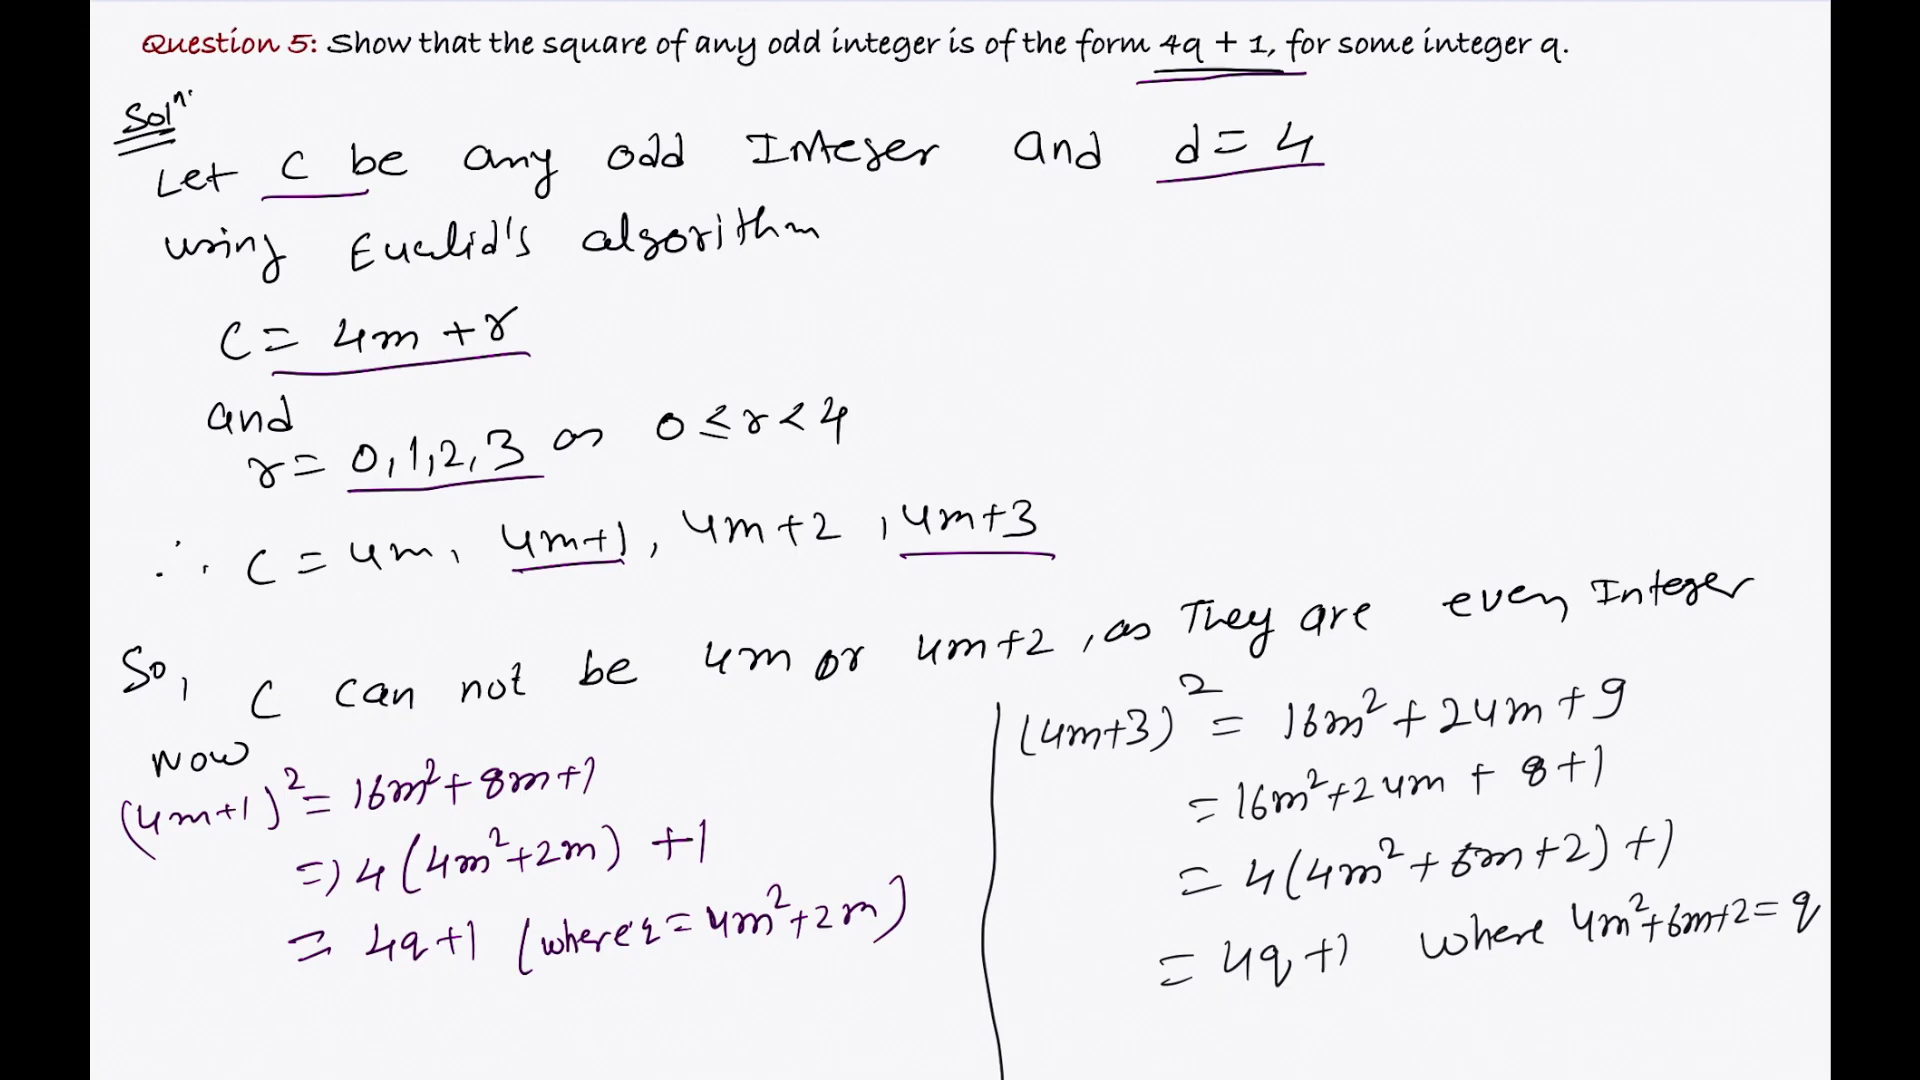 Question 5: Show that the square of any odd integer is of the form 4q + 1, for some integer q.
Solⁿ.
Let c be any odd Integer and d = 4
using Euclid's algorithm
c = 4m + r
and
r = 0,1,2,3 as 0 ≤ r < 4
∴ c = 4m, 4m+1, 4m+2, 4m+3
So, c can not be 4m or 4m+2, as They are even Integer
Now
(4m+1)² = 16m² + 8m+1
=) 4(4m²+2m) +1
= 4q+1 (where q = 4m²+2m)
(4m+3)² = 16m² + 24m + 9
= 16m²+24m + 8+1
= 4(4m² + 6m+2) +1
= 4q+1 where 4m²+6m+2 = q